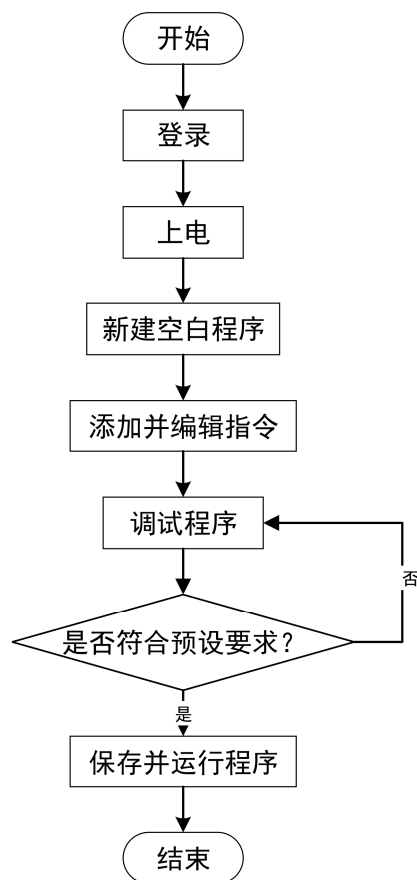 开始
登录
上电
新建空白程序
添加并编辑指令
调试程序
否
是否符合预设要求？
是
保存并运行程序
结束